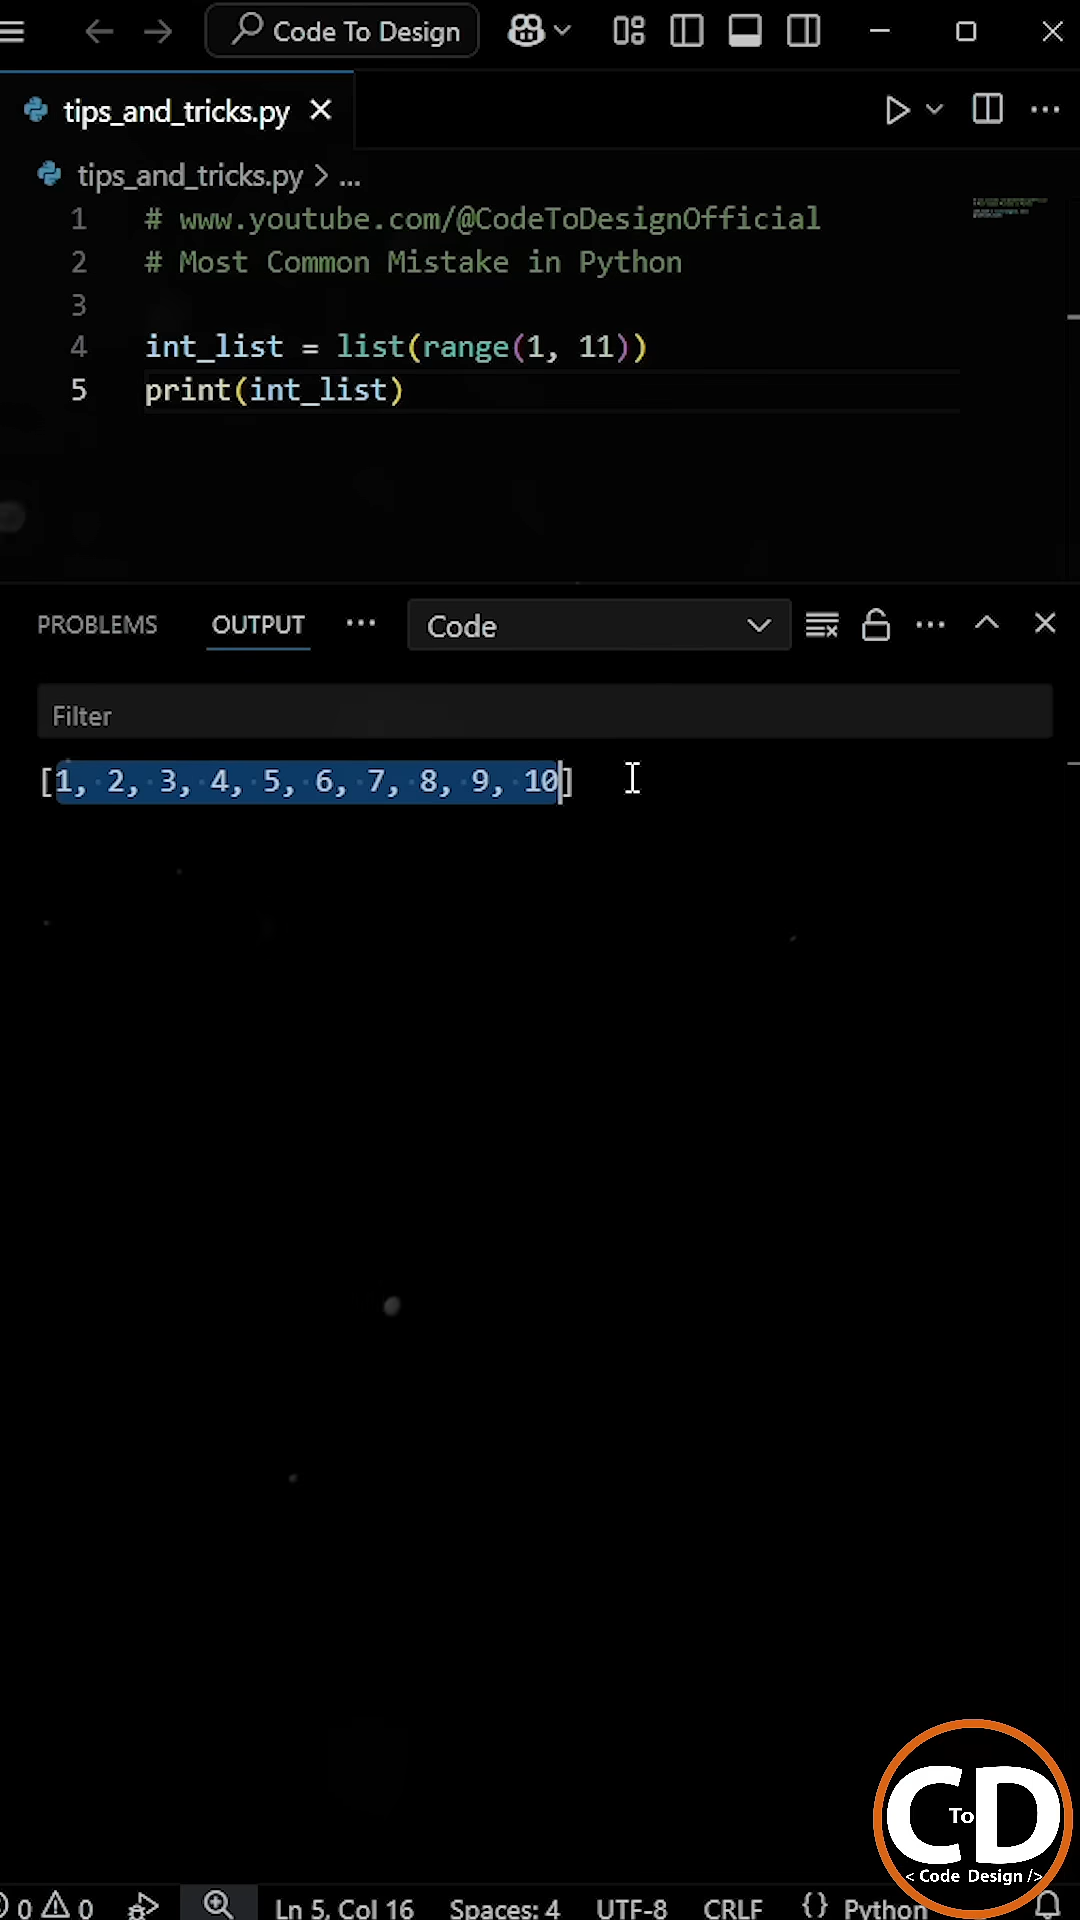 Code To Design
tips_and_tricks.py
tips_and_tricks.py > ...
1 # www.youtube.com/@CodeToDesignOfficial
2 # Most Common Mistake in Python
3
4 int_list = list(range(1, 11))
5 print(int_list)
PROBLEMS OUTPUT ... Code
Filter
[1, 2, 3, 4, 5, 6, 7, 8, 9, 10]
CD
To
< Code Design />
0 0 Ln 5, Col 16 Spaces: 4 UTF-8 CRLF {} Python